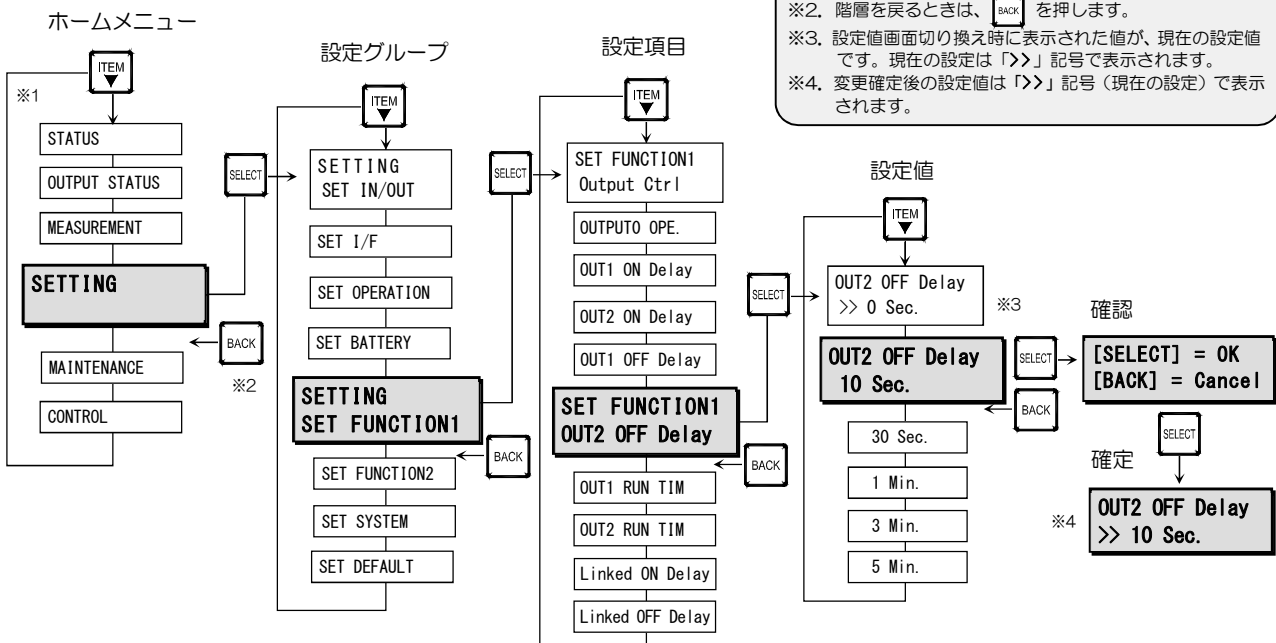 ※2. 階層を戻るときは、 BACK を押します。
※3. 設定値画面切り換え時に表示された値が、現在の設定値
です。現在の設定は「>>」記号で表示されます。
※4. 変更確定後の設定値は「>>」記号（現在の設定）で表示
されます。
ホームメニュー
ITEM
※1
STATUS
OUTPUT STATUS
MEASUREMENT
SETTING
BACK
※2
MAINTENANCE
CONTROL
SELECT
設定グループ
ITEM
SETTING
SET IN/OUT
SET I/F
SET OPERATION
SET BATTERY
SETTING
SET FUNCTION1
BACK
SET FUNCTION2
SET SYSTEM
SET DEFAULT
SELECT
設定項目
ITEM
SET FUNCTION1
Output Ctrl
OUTPUT0 OPE.
OUT1 ON Delay
OUT2 ON Delay
OUT1 OFF Delay
SET FUNCTION1
OUT2 OFF Delay
BACK
OUT1 RUN TIM
OUT2 RUN TIM
Linked ON Delay
Linked OFF Delay
SELECT
設定値
ITEM
OUT2 OFF Delay
>> 0 Sec.
※3
OUT2 OFF Delay
10 Sec.
SELECT
BACK
30 Sec.
1 Min.
3 Min.
5 Min.
確認
[SELECT] = OK
[BACK] = Cancel
SELECT
確定
※4
OUT2 OFF Delay
>> 10 Sec.